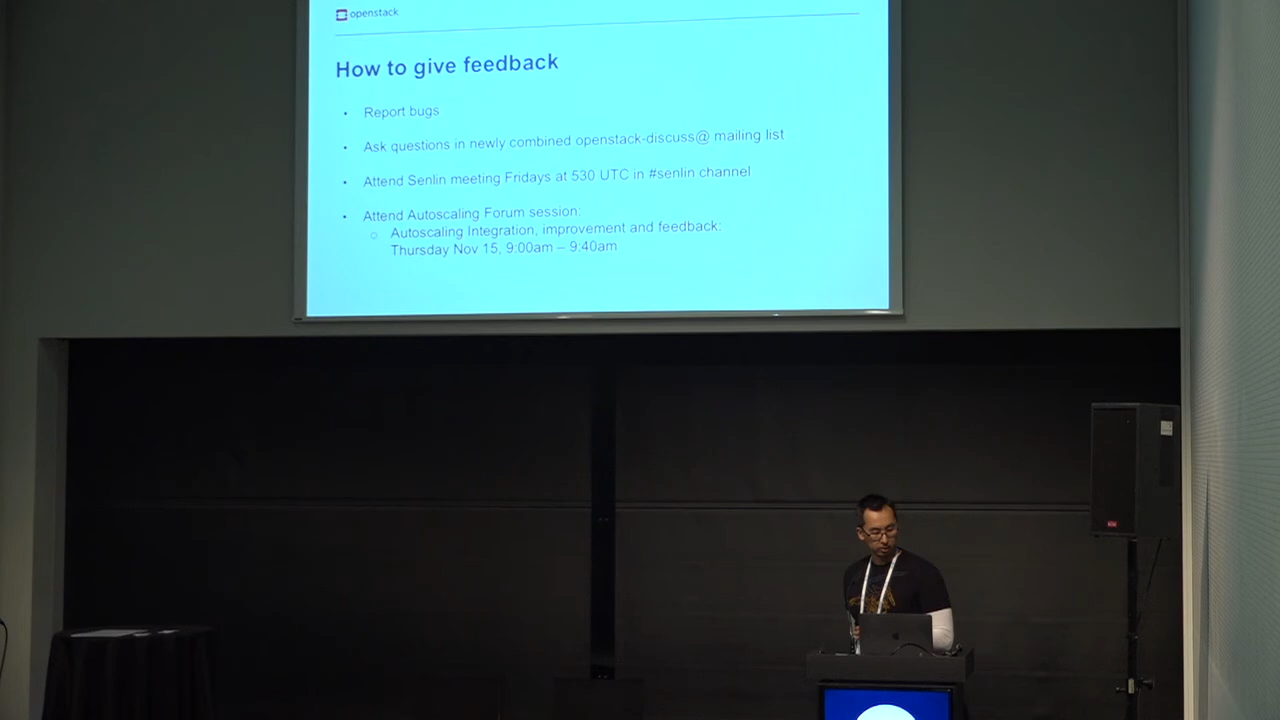 openstack.
How to give feedback
• Report bugs
• Ask questions in newly combined openstack-discuss@ mailing list
• Attend Senlin meeting Fridays at 530 UTC in #senlin channel
• Attend Autoscaling Forum session:
○ Autoscaling Integration, improvement and feedback:
Thursday Nov 15, 9:00am – 9:40am